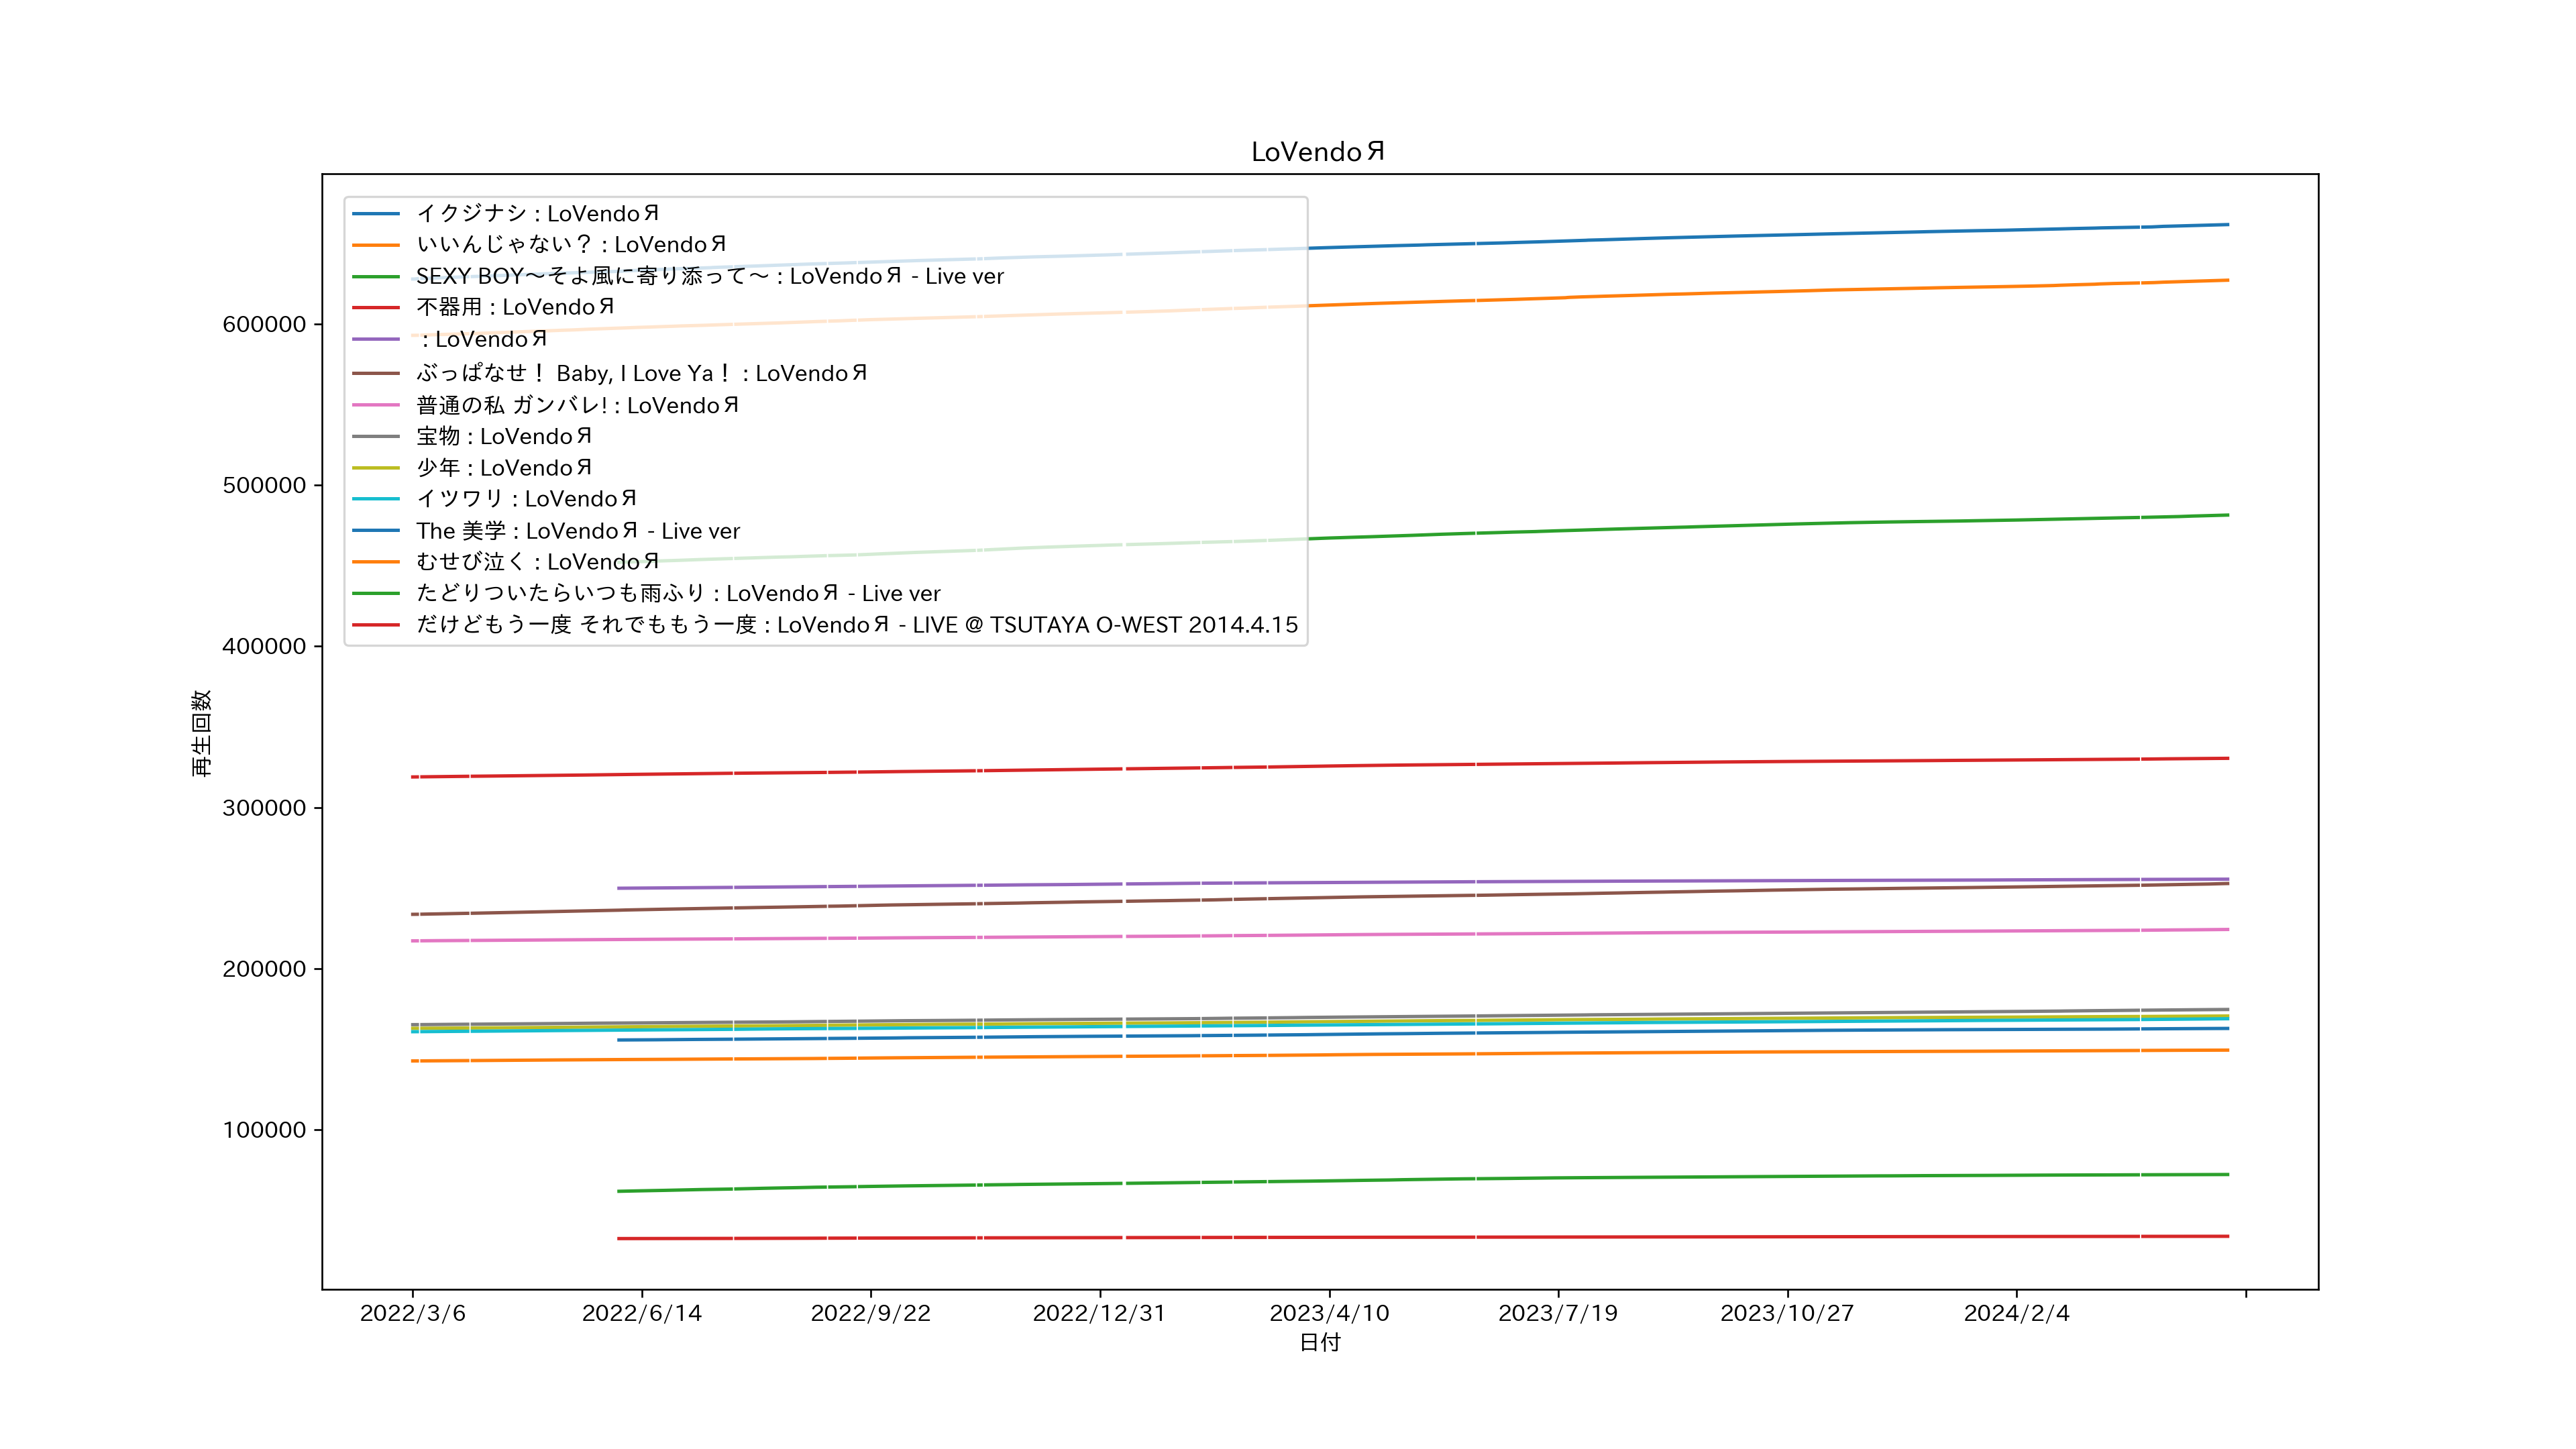 LoVendoЯ
イクジナシ : LoVendoЯ
いいんじゃない？ : LoVendoЯ
SEXY BOY～そよ風に寄り添って～ : LoVendoЯ - Live ver
不器用 : LoVendoЯ
: LoVendoЯ
ぶっぱなせ！ Baby, I Love Ya！ : LoVendoЯ
普通の私 ガンバレ! : LoVendoЯ
宝物 : LoVendoЯ
少年 : LoVendoЯ
イツワリ : LoVendoЯ
The 美学 : LoVendoЯ - Live ver
むせび泣く : LoVendoЯ
たどりついたらいつも雨ふり : LoVendoЯ - Live ver
だけどもう一度 それでももう一度 : LoVendoЯ - LIVE @ TSUTAYA O-WEST 2014.4.15
600000
500000
400000
300000
200000
100000
再生回数
2022/3/6 2022/6/14 2022/9/22 2022/12/31 2023/4/10 2023/7/19 2023/10/27 2024/2/4
日付